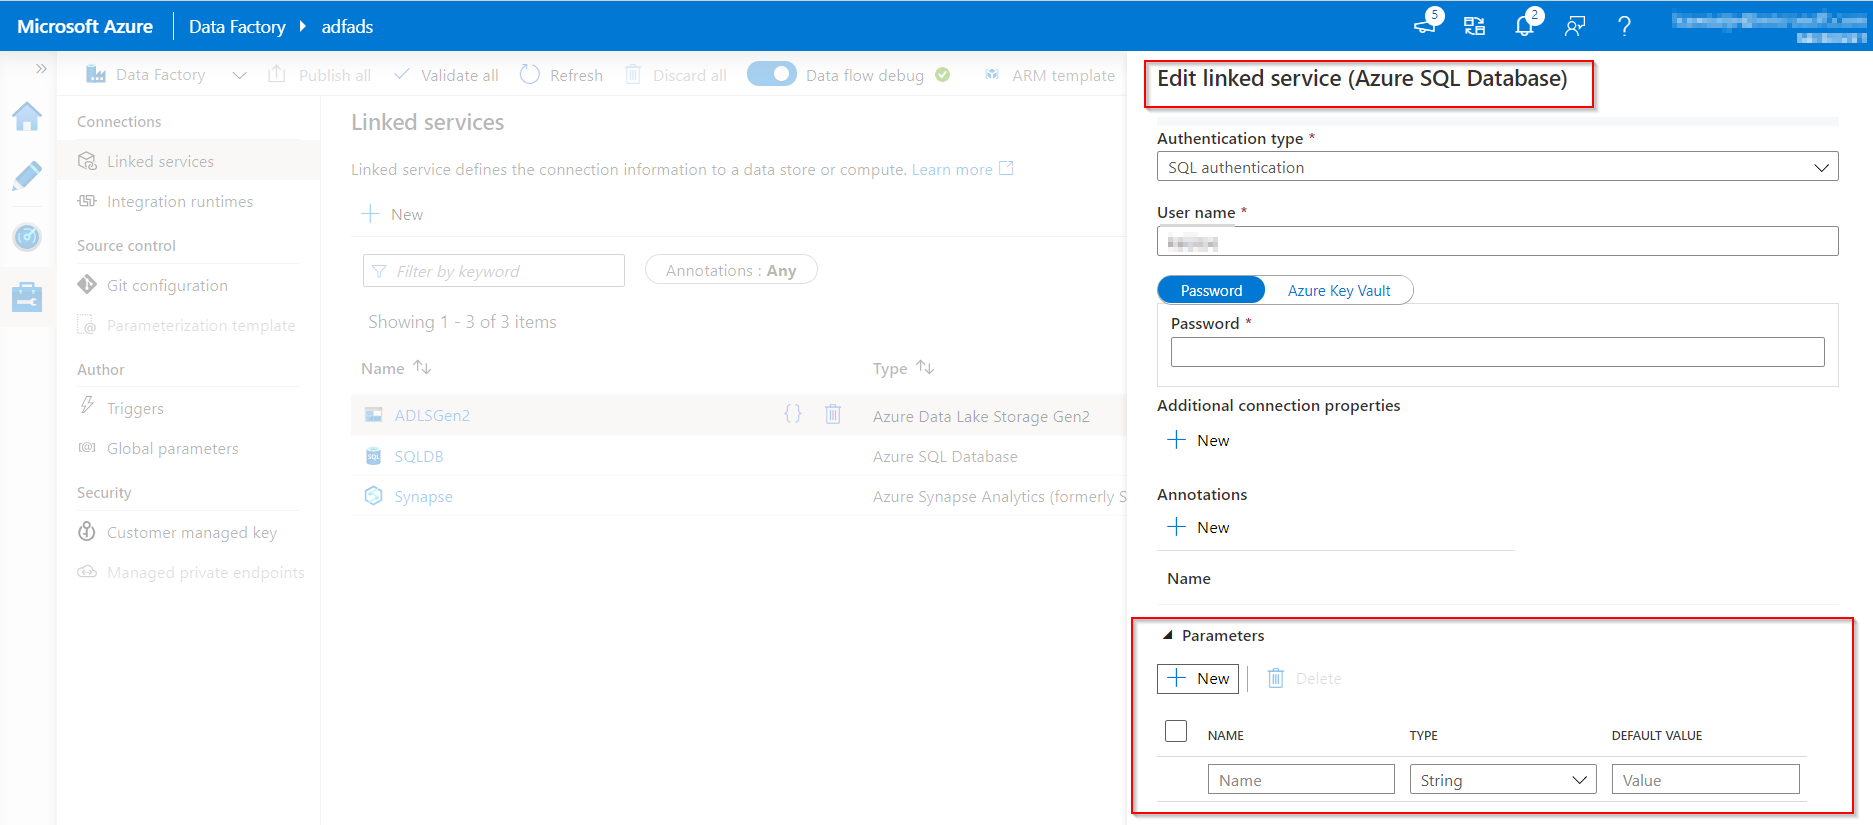 Microsoft Azure
Data Factory
adfads
5
2
?
Data Factory
Publish all
Validate all
Refresh
Discard all
Data flow debug
ARM template
Connections
Linked services
Integration runtimes
Source control
Git configuration
Parameterization template
Author
Triggers
Global parameters
Security
Customer managed key
Managed private endpoints
Linked services
Linked service defines the connection information to a data store or compute. Learn more
New
Filter by keyword
Annotations : Any
Showing 1 - 3 of 3 items
Name
Type
ADLSGen2
Azure Data Lake Storage Gen2
SQL
SQLDB
Azure SQL Database
Synapse
Azure Synapse Analytics (formerly S
Edit linked service (Azure SQL Database)
Authentication type *
SQL authentication
User name *
Password
Azure Key Vault
Password *
Additional connection properties
New
Annotations
New
Name
Parameters
New
Delete
NAME
TYPE
DEFAULT VALUE
Name
String
Value